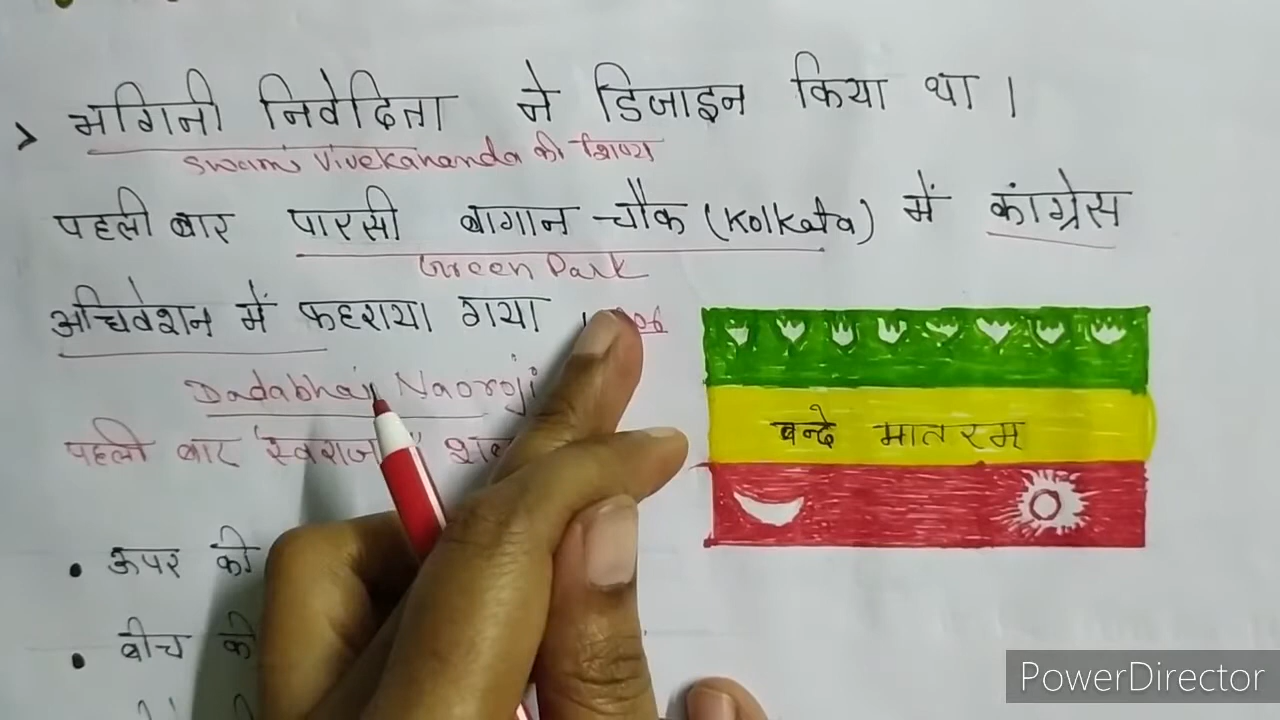 > भगिनी निवेदिता ने डिजाइन किया था ।
Swami Vivekananda की शिष्य
पहली बार पारसी बागान चौक (Kolkata) में कांग्रेस
Green Park
अधिवेशन में फहराया गया ।
Dadabhai Naoroji
पहली बार 'स्वराज'
• ऊपर की
• बीच की
वन्दे मातरम
PowerDirector